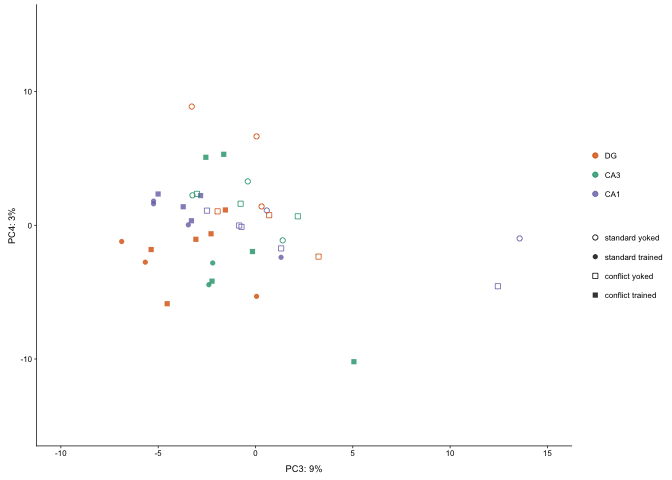 10
0
-10
PC4: 3%
-10
-5
0
5
10
15
PC3: 9%
DG
CA3
CA1
standard yoked
standard trained
conflict yoked
conflict trained